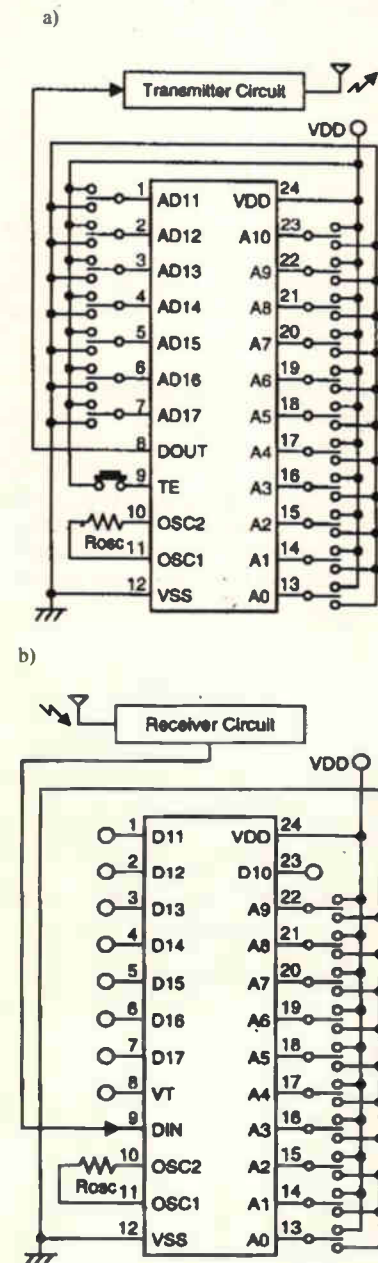 a)
Transmitter Circuit
VDD
1 AD11 VDD 24
2 AD12 A10 23
3 AD13 A9 22
4 AD14 A8 21
5 AD15 A7 20
6 AD16 A6 19
7 AD17 A5 18
8 DOUT A4 17
9 TE A3 16
10 OSC2 A2 15
Rosc
11 OSC1 A1 14
12 VSS A0 13
b)
Receiver Circuit
VDD
1 D11 VDD 24
2 D12 D10 23
3 D13 A9 22
4 D14 A8 21
5 D15 A7 20
6 D16 A6 19
7 D17 A5 18
8 VT A4 17
9 DIN A3 16
10 OSC2 A2 15
Rosc
11 OSC1 A1 14
12 VSS A0 13